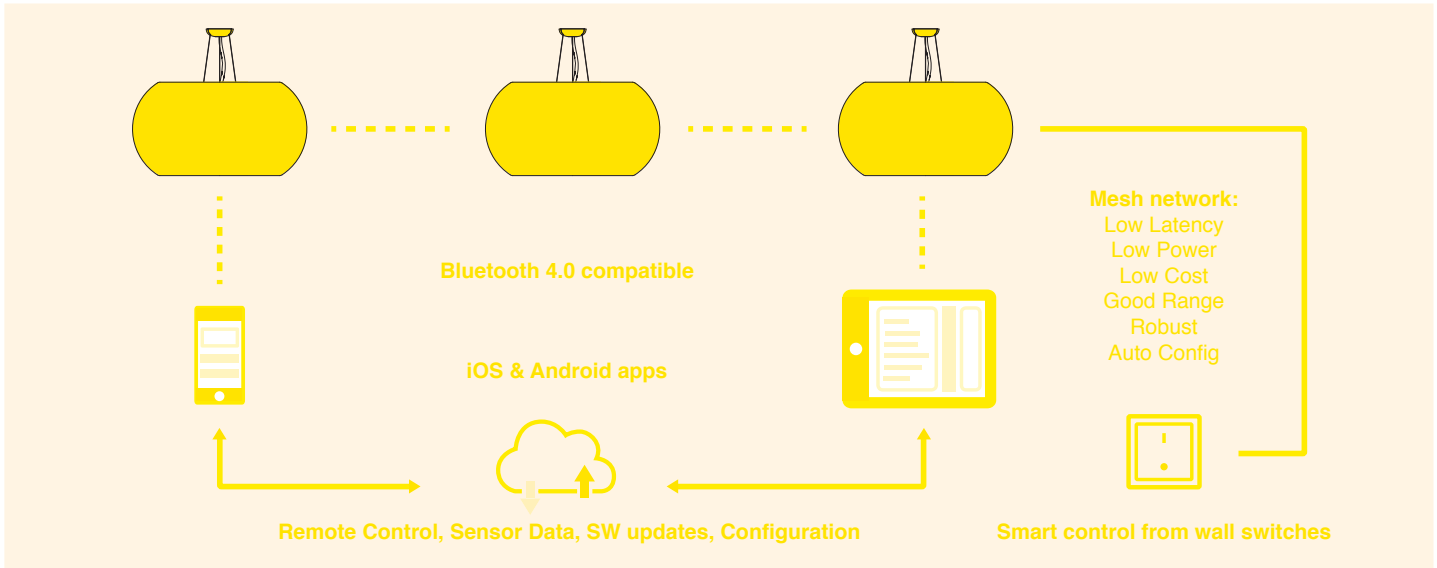 Mesh network:
Low Latency
Low Power
Low Cost
Good Range
Robust
Auto Config
Bluetooth 4.0 compatible
iOS & Android apps
Remote Control, Sensor Data, SW updates, Configuration
Smart control from wall switches